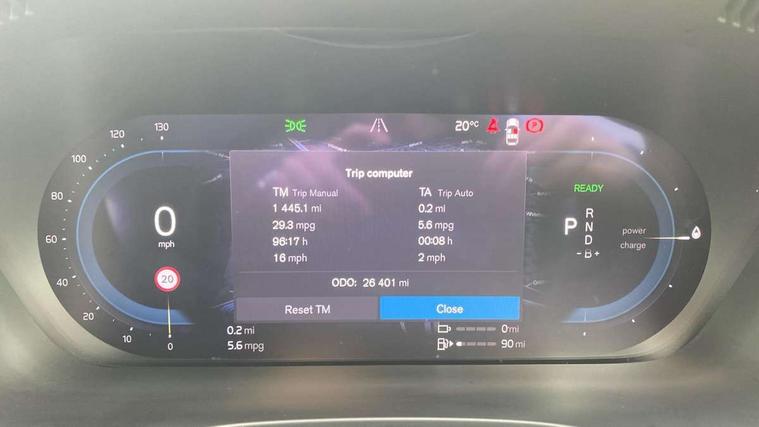 120 130
20°C
100
80
60
40
20
10
0
0
mph
20
Trip computer
TM Trip Manual TA Trip Auto
1 445.1 mi 0.2 mi
29.3 mpg 5.6 mpg
96:17 h 00:08 h
16 mph 2 mph
ODO: 26 401 mi
Reset TM Close
READY
P R
N
D
- B +
power
charge
0.2 mi 0 mi
5.6 mpg 90 mi